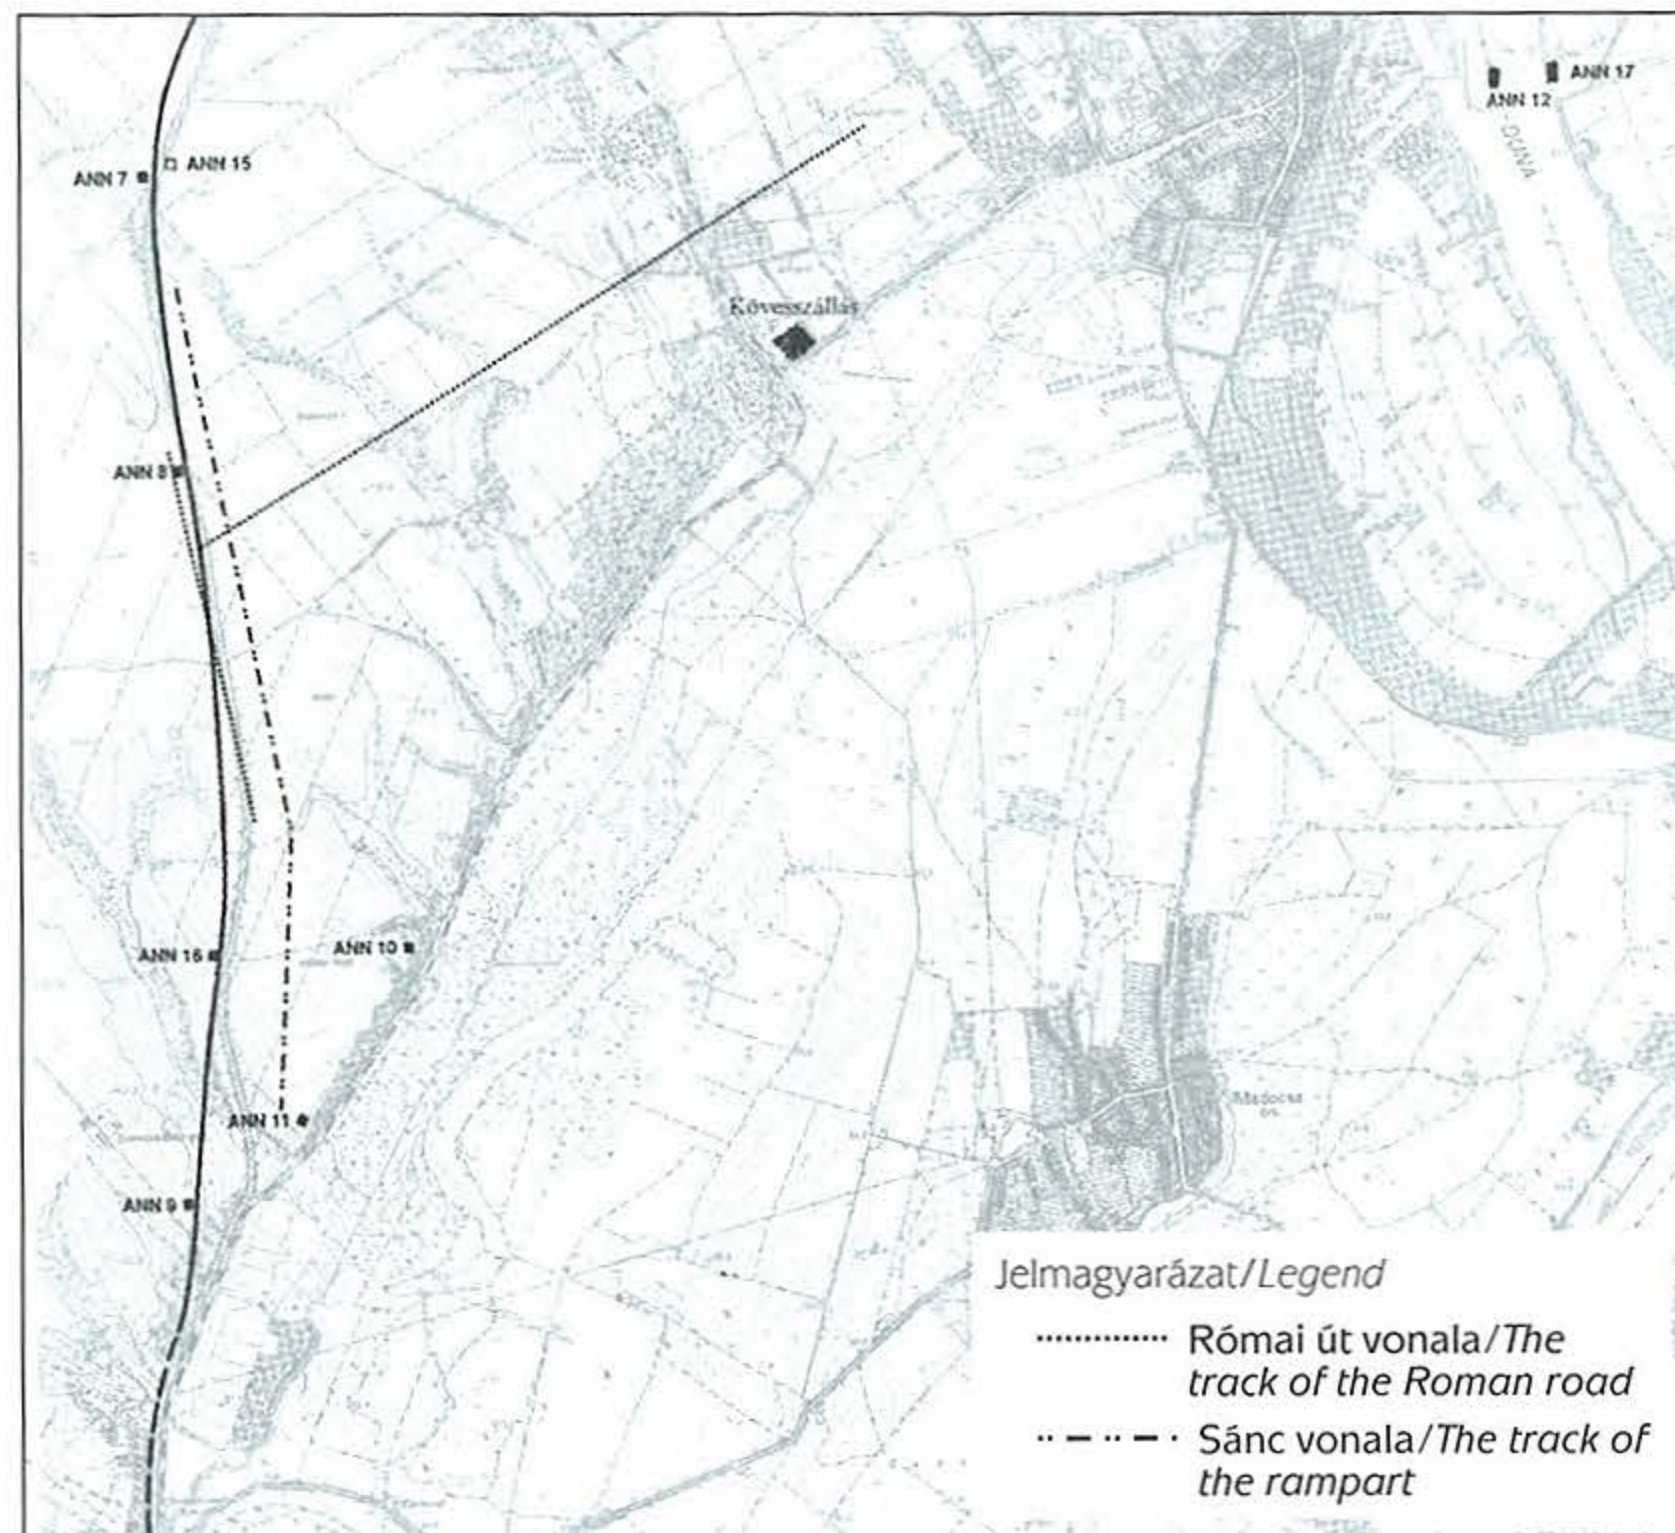 ANN 17
ANN 12
DUNA
ANN 15
ANN 7
Kövesszállás
ANN 8
ANN 16
ANN 10
ANN 11
Madocsa
ANN 9
Jelmagyarázat/Legend
Római út vonala/The
track of the Roman road
Sánc vonala/The track of
the rampart